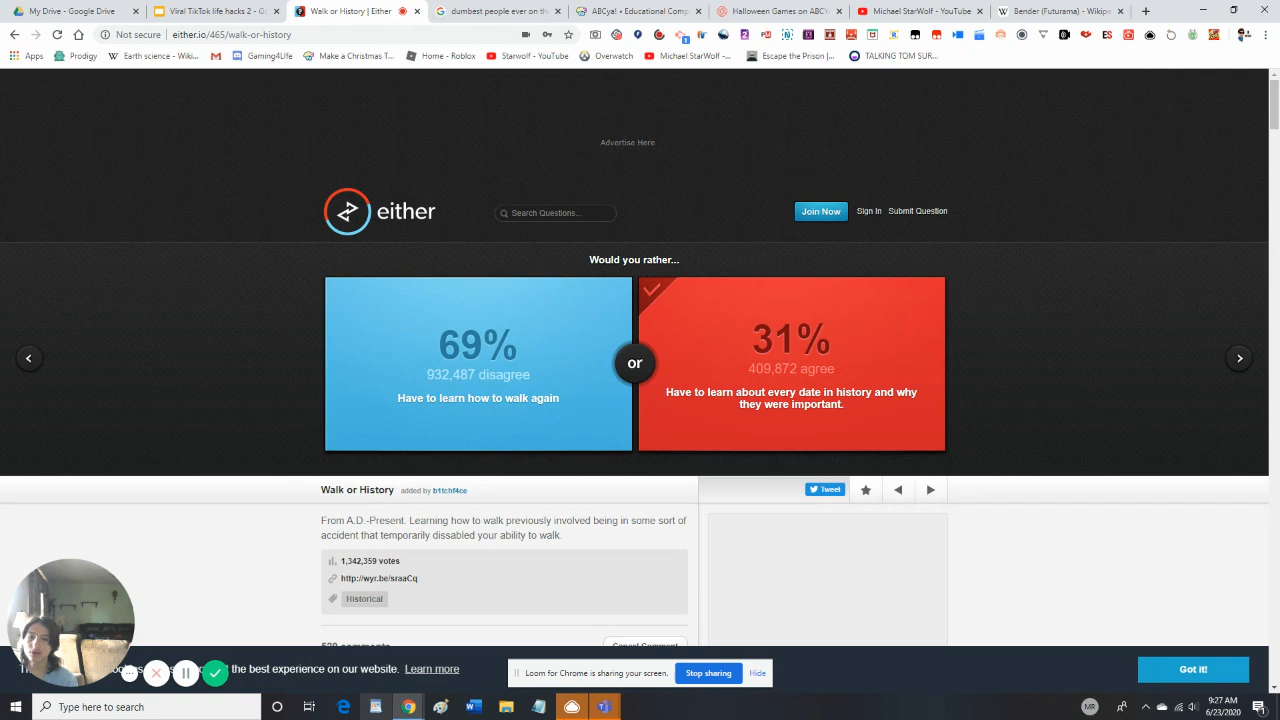 My Drive - Google Drive
Viral TikTok life hacks 2 - G
Walk or History | Either
dumbest people ever on th
ABCya! | Educational Comp
Halloween Games on ABCY
Michael StarWolf - YouTube
Bender (Futurama) - Wikipe
Not secure | either.io/465/walk-or-history
Apps
Prodigy
Earth science – Wiki...
Gaming4Life
Make a Christmas T...
Home - Roblox
Starwolf - YouTube
Overwatch
Michael StarWolf -...
Escape the Prison |...
TALKING TOM SUR...
Advertise Here
either
Search Questions...
Join Now
Sign In
Submit Question
Would you rather...
69%
932,487 disagree
Have to learn how to walk again
or
31%
409,872 agree
Have to learn about every date in history and why
they were important.
Walk or History added by b1tchf4ce
Tweet
From A.D.-Present. Learning how to walk previously involved being in some sort of
accident that temporarily dissabled your ability to walk.
1,342,359 votes
http://wyr.be/sraaCq
Historical
the best experience on our website. Learn more
Loom for Chrome is sharing your screen.
Stop sharing
Hide
Got it!
Type here to search
MR
9:27 AM
6/23/2020